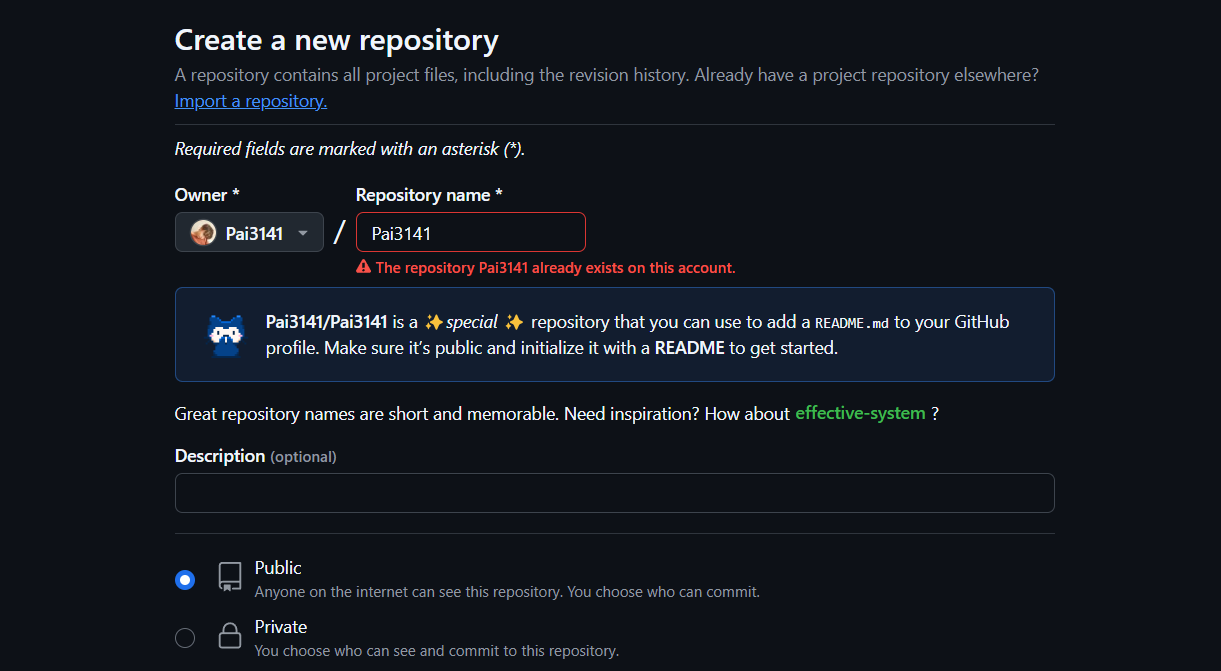 Create a new repository
A repository contains all project files, including the revision history. Already have a project repository elsewhere?
Import a repository.
Required fields are marked with an asterisk (*).
Owner * Repository name *
Pai3141 / Pai3141
The repository Pai3141 already exists on this account.
Pai3141/Pai3141 is a ✨ special ✨ repository that you can use to add a README.md to your GitHub
profile. Make sure it’s public and initialize it with a README to get started.
Great repository names are short and memorable. Need inspiration? How about effective-system ?
Description (optional)
Public
Anyone on the internet can see this repository. You choose who can commit.
Private
You choose who can see and commit to this repository.